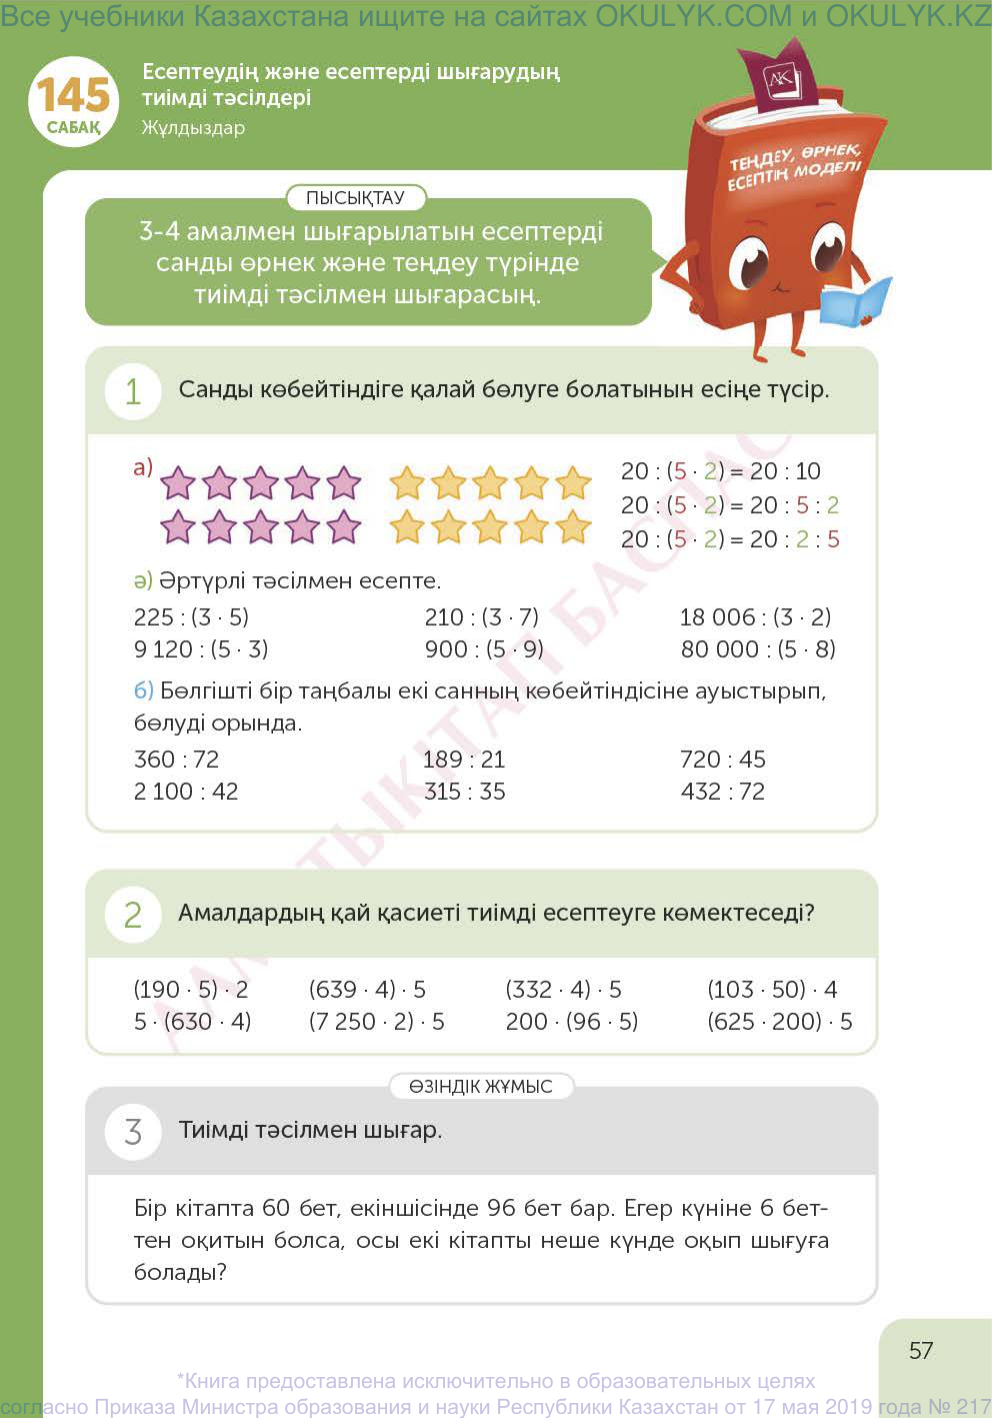 Все учебники Казахстана ищите на сайтах OKULYK.COM и OKULYK.KZ
145
САБАҚ
Есептеудің және есептерді шығарудың
тиімді тәсілдері
Жұлдыздар
АК
ТЕҢДЕУ, ӨРНЕК,
ЕСЕПТІҢ МОДЕЛІ
ПЫСЫҚТАУ
3-4 амалмен шығарылатын есептерді
санды өрнек және теңдеу түрінде
тиімді тәсілмен шығарасың.
1 Санды көбейтіндіге қалай бөлуге болатынын есіңе түсір.
а)
20 : (5 · 2) = 20 : 10
20 : (5 · 2) = 20 : 5 : 2
20 : (5 · 2) = 20 : 2 : 5
ә) Әртүрлі тәсілмен есепте.
225 : (3 · 5) 210 : (3 · 7) 18 006 : (3 · 2)
9 120 : (5 · 3) 900 : (5 · 9) 80 000 : (5 · 8)
б) Бөлгішті бір таңбалы екі санның көбейтіндісіне ауыстырып,
бөлуді орында.
360 : 72 189 : 21 720 : 45
2 100 : 42 315 : 35 432 : 72
2 Амалдардың қай қасиеті тиімді есептеуге көмектеседі?
(190 · 5) · 2 (639 · 4) · 5 (332 · 4) · 5 (103 · 50) · 4
5 · (630 · 4) (7 250 · 2) · 5 200 · (96 · 5) (625 · 200) · 5
ӨЗІНДІК ЖҰМЫС
3 Тиімді тәсілмен шығар.
Бір кітапта 60 бет, екіншісінде 96 бет бар. Егер күніне 6 бет-
тен оқитын болса, осы екі кітапты неше күнде оқып шығуға
болады?
57
*Книга предоставлена исключительно в образовательных целях
согласно Приказа Министра образования и науки Республики Казахстан от 17 мая 2019 года № 217